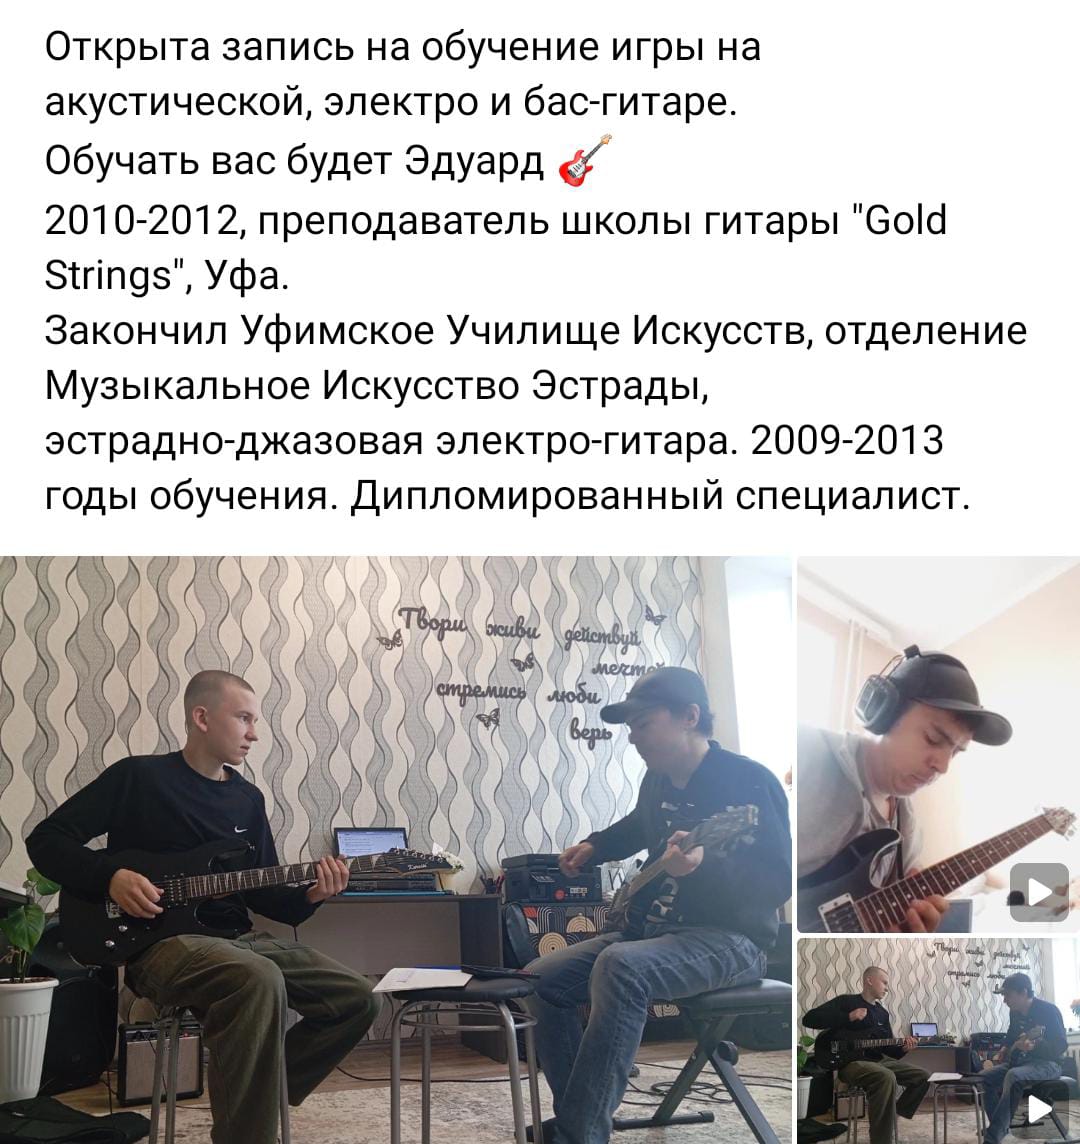 Открыта запись на обучение игры на
акустической, электро и бас-гитаре.
Обучать вас будет Эдуард 🎸
2010-2012, преподаватель школы гитары "Gold
Strings", Уфа.
Закончил Уфимское Училище Искусств, отделение
Музыкальное Искусство Эстрады,
эстрадно-джазовая электро-гитара. 2009-2013
годы обучения. Дипломированный специалист.
Твори живи действуй
мечтай
стремись люби
верь